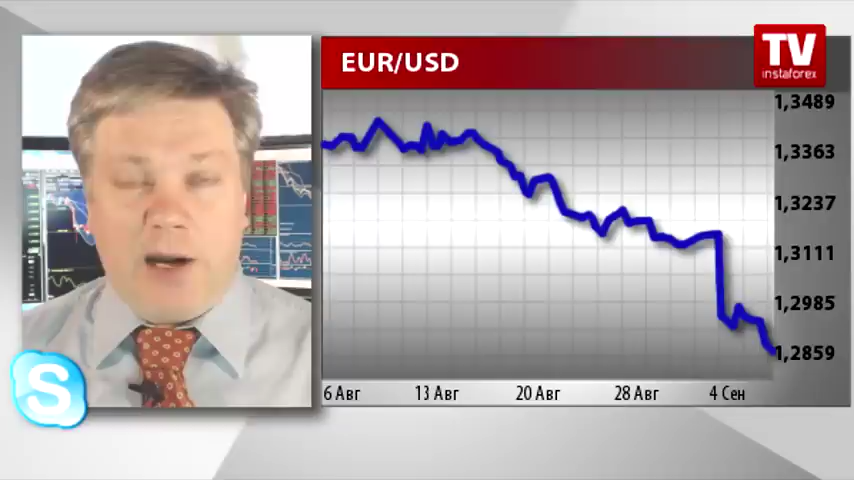 EUR/USD
TV
instaforex
1,3489
1,3363
1,3237
1,3111
1,2985
1,2859
6 Авг
13 Авг
20 Авг
28 Авг
4 Сен
S